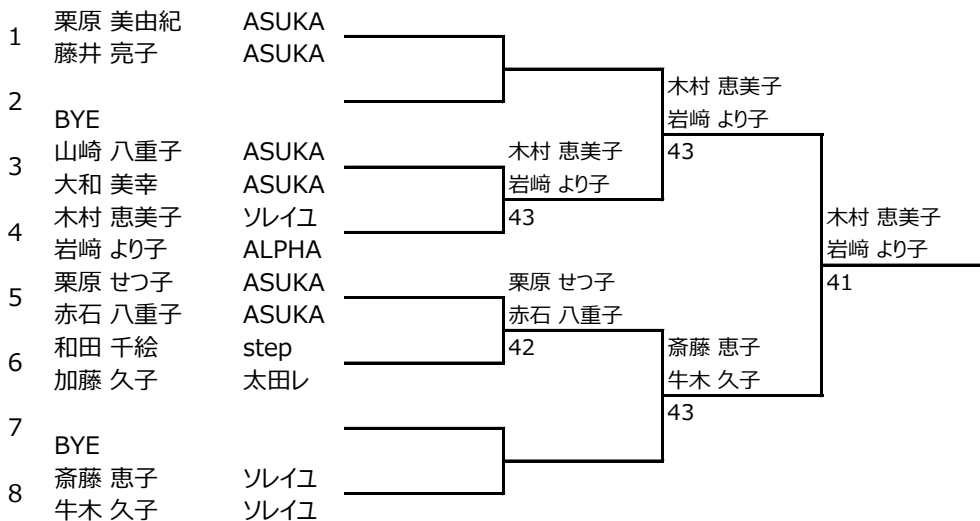 1
栗原 美由紀 ASUKA
藤井 亮子 ASUKA
2
BYE
3
山崎 八重子 ASUKA
大和 美幸 ASUKA
4
木村 恵美子 ソレイユ
岩﨑 より子 ALPHA
5
栗原 せつ子 ASUKA
赤石 八重子 ASUKA
6
和田 千絵 step
加藤 久子 太田レ
7
BYE
8
斎藤 恵子 ソレイユ
牛木 久子 ソレイユ
木村 恵美子
岩﨑 より子
43
栗原 せつ子
赤石 八重子
42
木村 恵美子
岩﨑 より子
43
斎藤 恵子
牛木 久子
43
木村 恵美子
岩﨑 より子
41